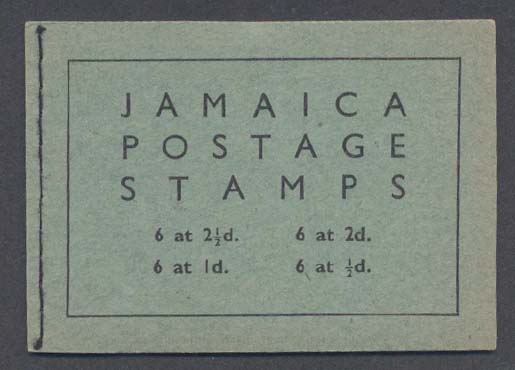 JAMAICA
POSTAGE
STAMPS
6 at 2½d. 6 at 2d.
6 at 1d. 6 at ½d.